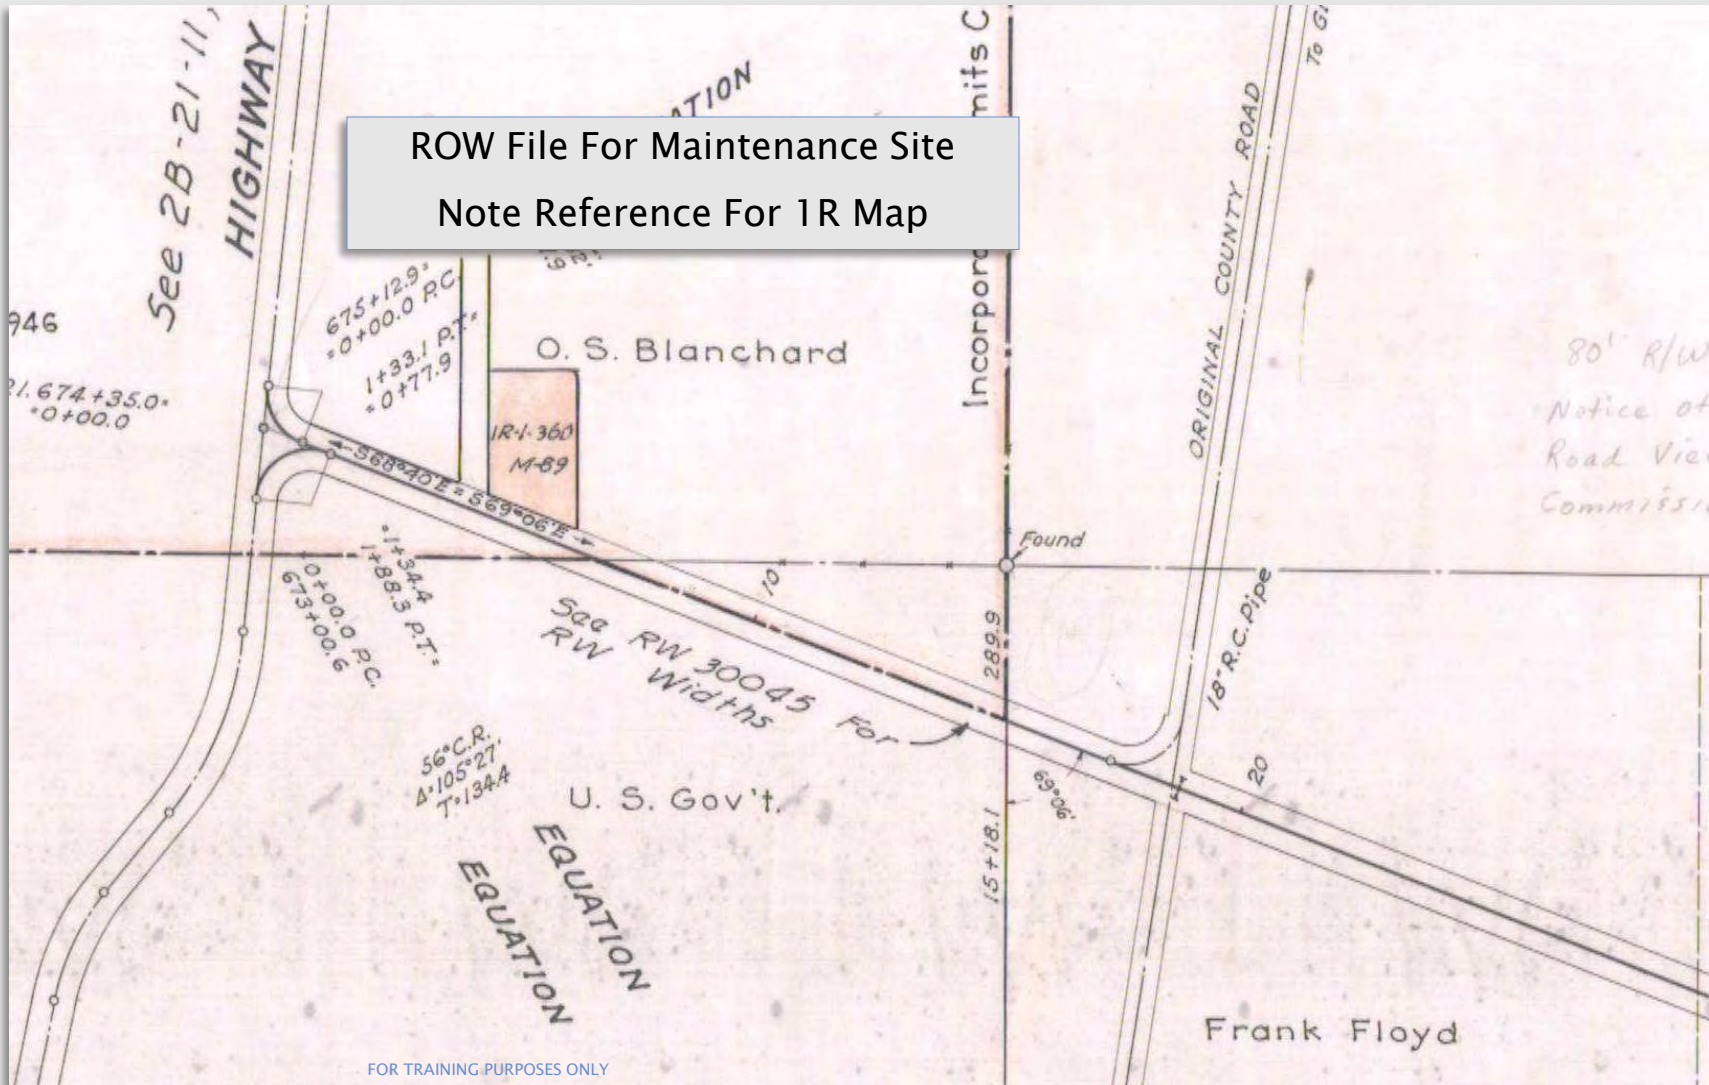 See 2B-21-11,
HIGHWAY
ATION
ROW File For Maintenance Site
Note Reference For 1R Map
mits C
Incorpor
ORIGINAL COUNTY ROAD
To
946
1.674+35.0=
=0+00.0
675+12.9=
=0+00.0 P.C.
1+33.1 P.T.=
=0+77.9
O. S. Blanchard
1R-1-360
M-89
S68°40'E = S69°06'E
80' R/W
Notice of
Road View
Commissi
Found
10
=1+34.4
1+88.3 P.T.=
=0+00.0 P.C.
673+00.6
See RW 30045 For
RW Widths
289.9
18" R.C. Pipe
56° C.R.
Δ=105°27'
T=134.4
U. S. Gov't.
69°06'
20
15+18.1
EQUATION
EQUATION
Frank Floyd
FOR TRAINING PURPOSES ONLY